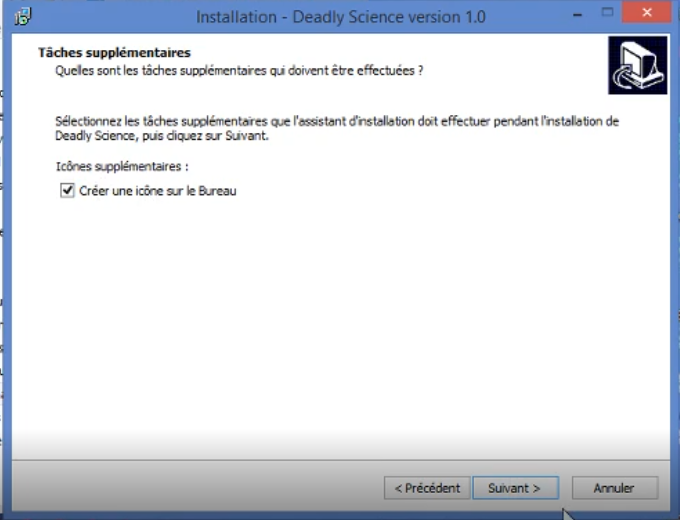 Installation - Deadly Science version 1.0
Tâches supplémentaires
Quelles sont les tâches supplémentaires qui doivent être effectuées ?
Sélectionnez les tâches supplémentaires que l'assistant d'installation doit effectuer pendant l'installation de
Deadly Science, puis cliquez sur Suivant.
Icônes supplémentaires :
Créer une icône sur le Bureau
< Précédent
Suivant >
Annuler